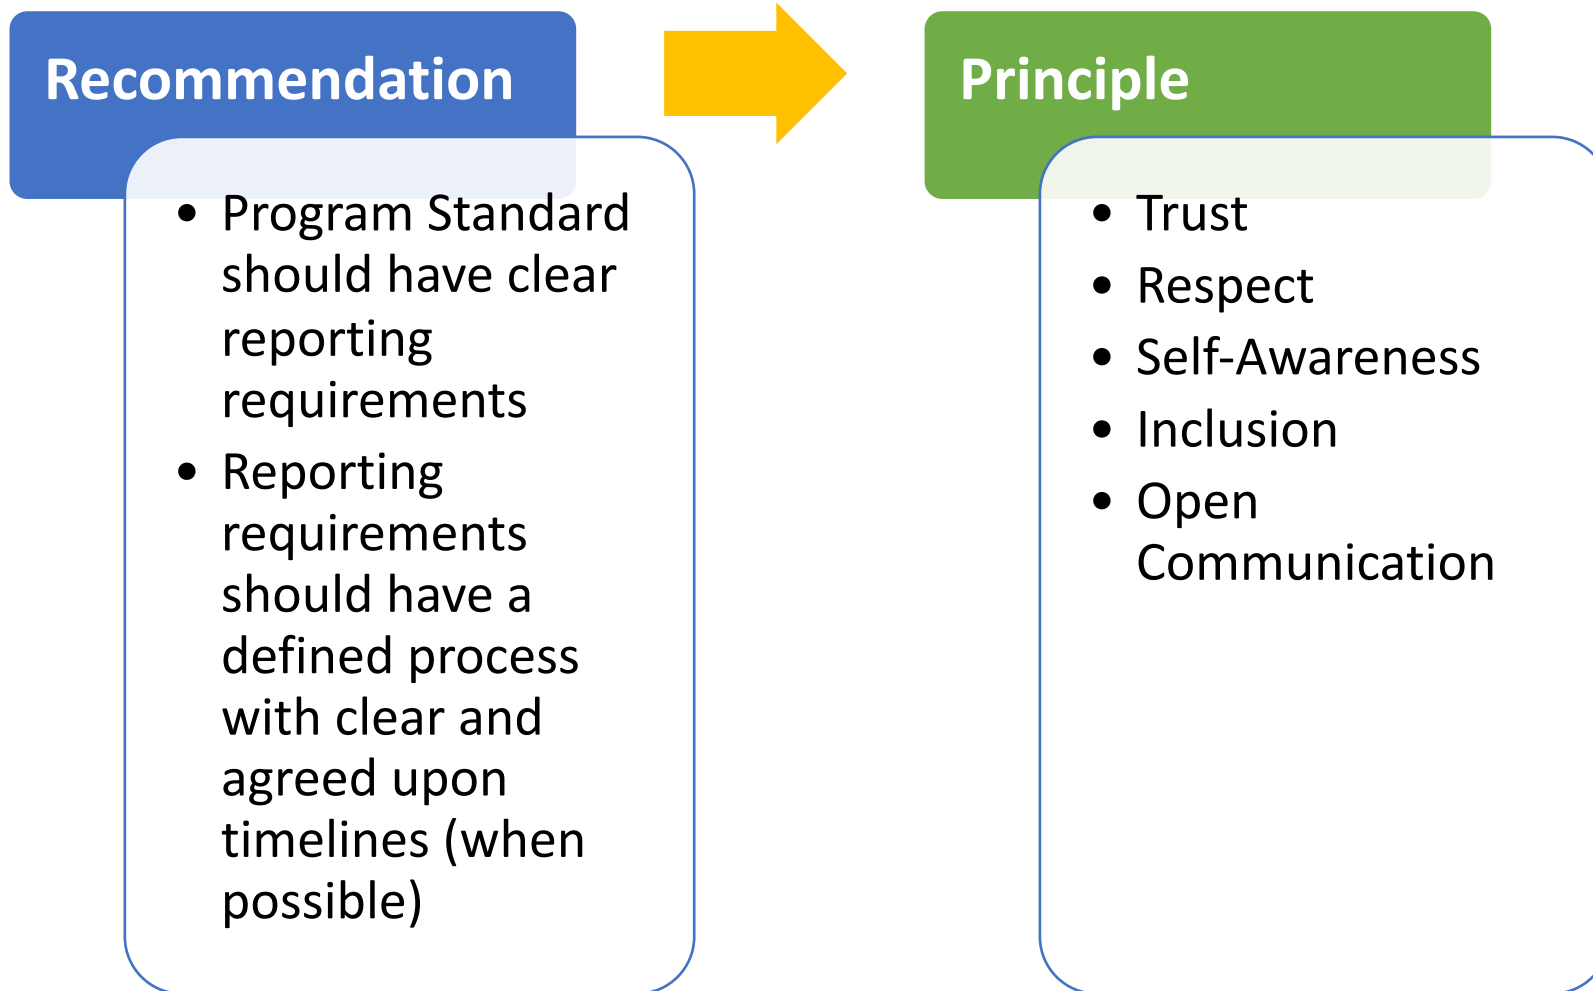 Recommendation
• Program Standard
should have clear
reporting
requirements
• Reporting
requirements
should have a
defined process
with clear and
agreed upon
timelines (when
possible)
Principle
• Trust
• Respect
• Self-Awareness
• Inclusion
• Open
Communication